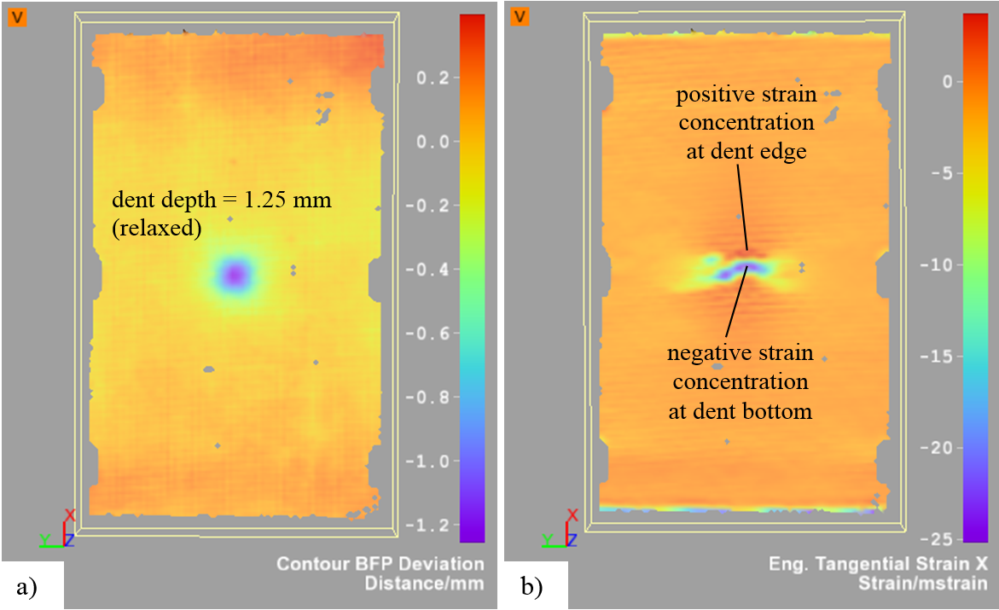 V
dent depth = 1.25 mm
(relaxed)
0.2
0.0
-0.2
-0.4
-0.6
-0.8
-1.0
-1.2
X
Y
Z
Contour BFP Deviation
Distance/mm
a)
V
positive strain
concentration
at dent edge
negative strain
concentration
at dent bottom
0
-5
-10
-15
-20
-25
X
Y
Z
Eng. Tangential Strain X
Strain/mstrain
b)